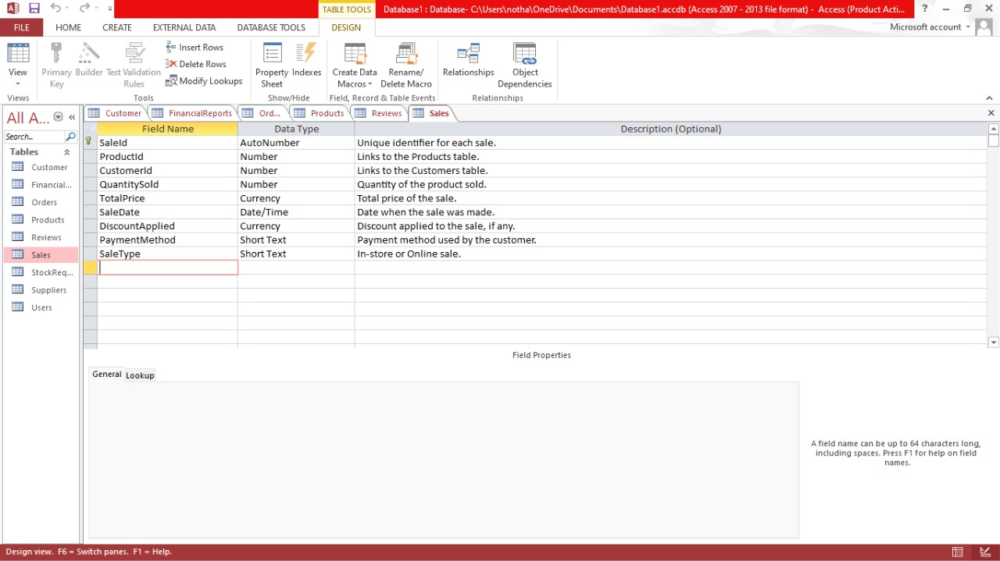 TABLE TOOLS
Database1 : Database- C:\Users\notha\OneDrive\Documents\Database1.accdb (Access 2007 - 2013 file format) - Access (Product Acti...
?
FILE HOME CREATE EXTERNAL DATA DATABASE TOOLS DESIGN Microsoft account
View
Primary Key
Builder
Test Validation Rules
Insert Rows
Delete Rows
Modify Lookups
Property Sheet
Indexes
Create Data Macros
Rename/ Delete Macro
Relationships
Object Dependencies
Views Tools Show/Hide Field, Record & Table Events Relationships
All A...
Search...
Tables
Customer
Financial...
Orders
Products
Reviews
Sales
StockReq...
Suppliers
Users
Customer FinancialReports Ord... Products Reviews Sales
Field Name Data Type Description (Optional)
SaleId AutoNumber Unique identifier for each sale.
ProductId Number Links to the Products table.
CustomerId Number Links to the Customers table.
QuantitySold Number Quantity of the product sold.
TotalPrice Currency Total price of the sale.
SaleDate Date/Time Date when the sale was made.
DiscountApplied Currency Discount applied to the sale, if any.
PaymentMethod Short Text Payment method used by the customer.
SaleType Short Text In-store or Online sale.
Field Properties
General Lookup
A field name can be up to 64 characters long,
including spaces. Press F1 for help on field
names.
Design view. F6 = Switch panes. F1 = Help.